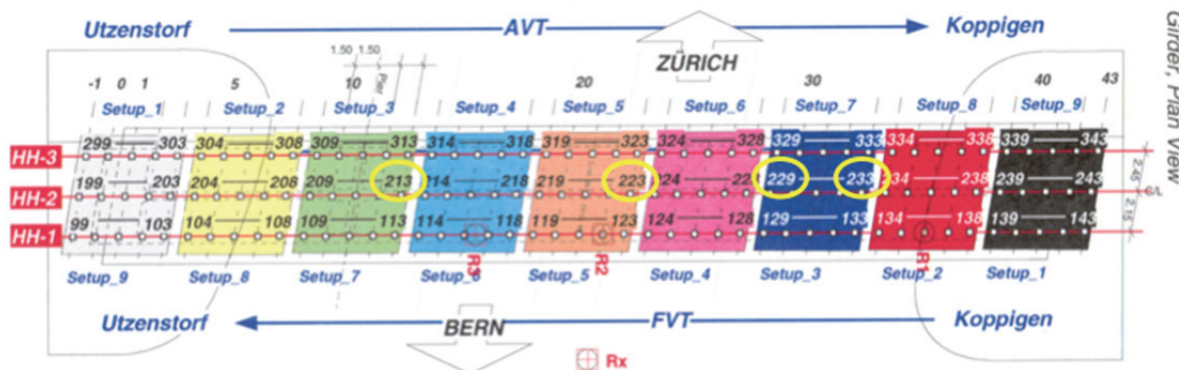 Utzenstorf AVT Koppigen
1.50 1.50
Pier
ZÜRICH
-1 0 1 5 10 20 30 40 43
Setup_1 Setup_2 Setup_3 Setup_4 Setup_5 Setup_6 Setup_7 Setup_8 Setup_9
299 303 304 308 309 313 314 318 319 323 324 328 329 333 334 338 339 343
HH-3
199 203 204 208 209 213 214 218 219 223 224 229 233 234 238 239 243
HH-2
99 103 104 108 109 113 114 118 119 123 124 128 129 133 134 138 139 143
HH-1
R3 R2 R1
Setup_9 Setup_8 Setup_7 Setup_6 Setup_5 Setup_4 Setup_3 Setup_2 Setup_1
Utzenstorf BERN FVT Koppigen
Rx
2.45
2.15
Girder, Plan View